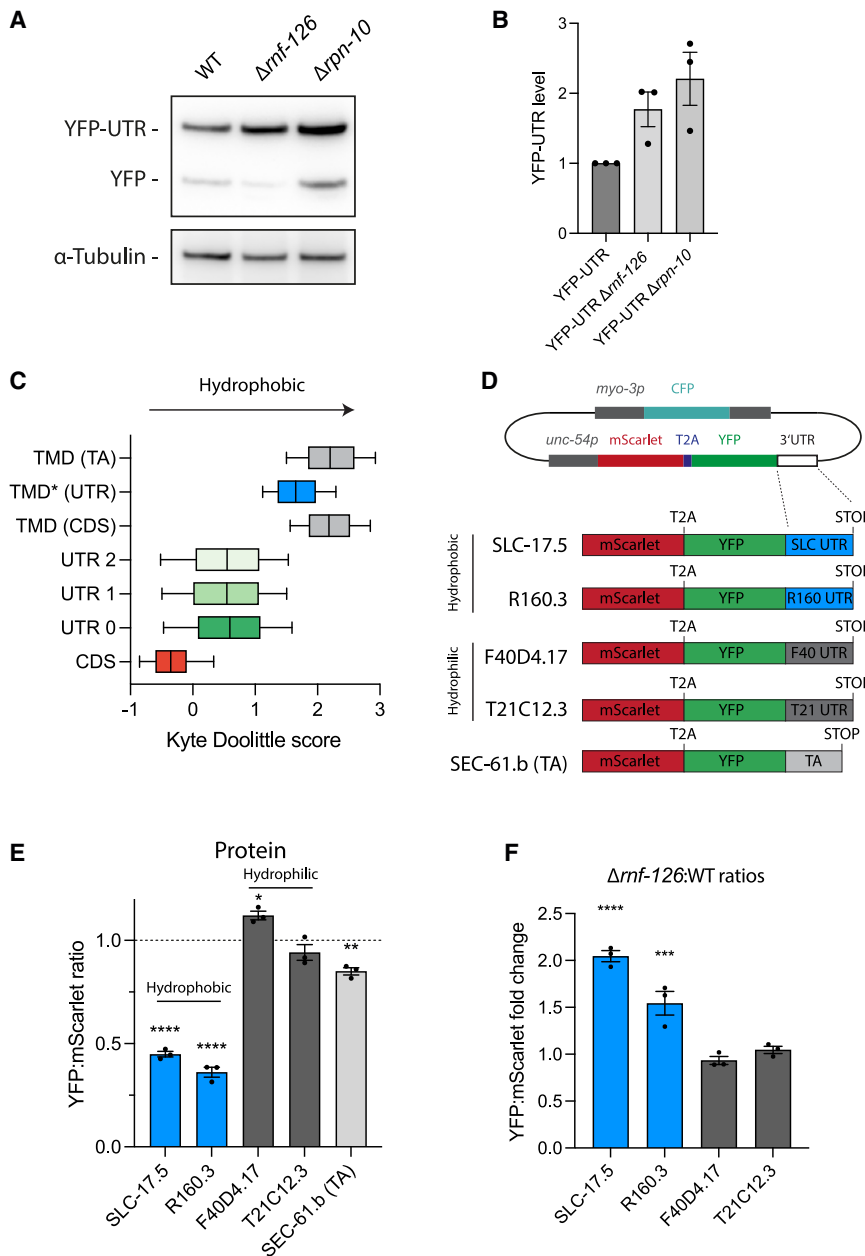 A
WT
Δrnf-126
Δrpn-10
YFP-UTR -
YFP -
α-Tubulin -
B
YFP-UTR level
3
2
1
0
YFP-UTR
YFP-UTR Δrnf-126
YFP-UTR Δrpn-10
C
Hydrophobic
TMD (TA)
TMD* (UTR)
TMD (CDS)
UTR 2
UTR 1
UTR 0
CDS
-1 0 1 2 3
Kyte Doolittle score
D
myo-3p CFP
unc-54p mScarlet T2A YFP 3'UTR
Hydrophobic
T2A STOP
SLC-17.5 mScarlet YFP SLC UTR
T2A STOP
R160.3 mScarlet YFP R160 UTR
Hydrophilic
T2A STOP
F40D4.17 mScarlet YFP F40 UTR
T2A STOP
T21C12.3 mScarlet YFP T21 UTR
T2A STOP
SEC-61.b (TA) mScarlet YFP TA
E
Protein
Hydrophilic
Hydrophobic
YFP:mScarlet ratio
1.0
0.5
0.0
**** **** * **
SLC-17.5
R160.3
F40D4.17
T21C12.3
SEC-61.b (TA)
F
Δrnf-126:WT ratios
YFP:mScarlet fold change
2.5
2.0
1.5
1.0
0.5
0.0
**** ***
SLC-17.5
R160.3
F40D4.17
T21C12.3